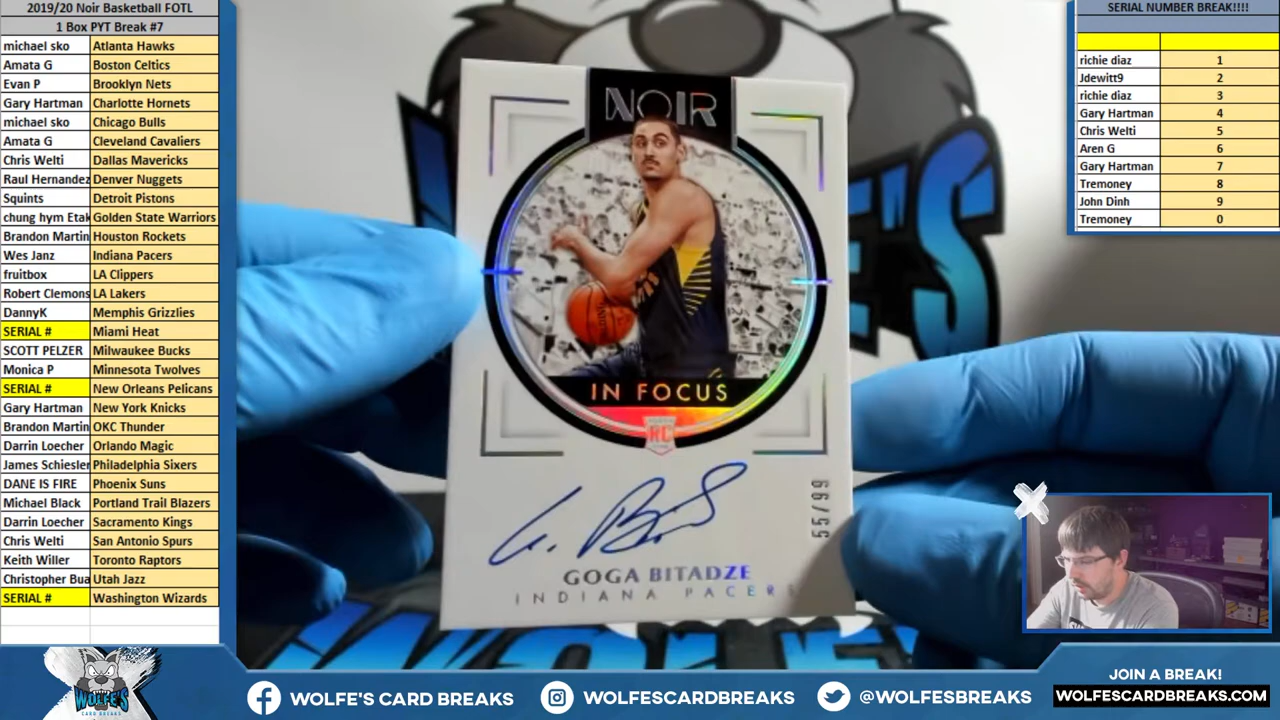 2019/20 Noir Basketball FOTL
1 Box PYT Break #7
michael sko Atlanta Hawks
Amata G Boston Celtics
Evan P Brooklyn Nets
Gary Hartman Charlotte Hornets
michael sko Chicago Bulls
Amata G Cleveland Cavaliers
Chris Welti Dallas Mavericks
Raul Hernandez Denver Nuggets
Squints Detroit Pistons
chung hym Etak Golden State Warriors
Brandon Martin Houston Rockets
Wes Janz Indiana Pacers
fruitbox LA Clippers
Robert Clemons LA Lakers
DannyK Memphis Grizzlies
SERIAL # Miami Heat
SCOTT PELZER Milwaukee Bucks
Monica P Minnesota Twolves
SERIAL # New Orleans Pelicans
Gary Hartman New York Knicks
Brandon Martin OKC Thunder
Darrin Loecher Orlando Magic
James Schiesler Philadelphia Sixers
DANE IS FIRE Phoenix Suns
Michael Black Portland Trail Blazers
Darrin Loecher Sacramento Kings
Chris Welti San Antonio Spurs
Keith Willer Toronto Raptors
Christopher Bua Utah Jazz
SERIAL # Washington Wizards
NOIR
IN FOCUS
RC
55/99
GOGA BITADZE
INDIANA PACERS
SERIAL NUMBER BREAK!!!!
richie diaz 1
Jdewitt9 2
richie diaz 3
Gary Hartman 4
Chris Welti 5
Aren G 6
Gary Hartman 7
Tremoney 8
John Dinh 9
Tremoney 0
WOLFE'S
CARD BREAKS
WOLFE'S CARD BREAKS
WOLFESCARDBREAKS
@WOLFESBREAKS
JOIN A BREAK!
WOLFESCARDBREAKS.COM